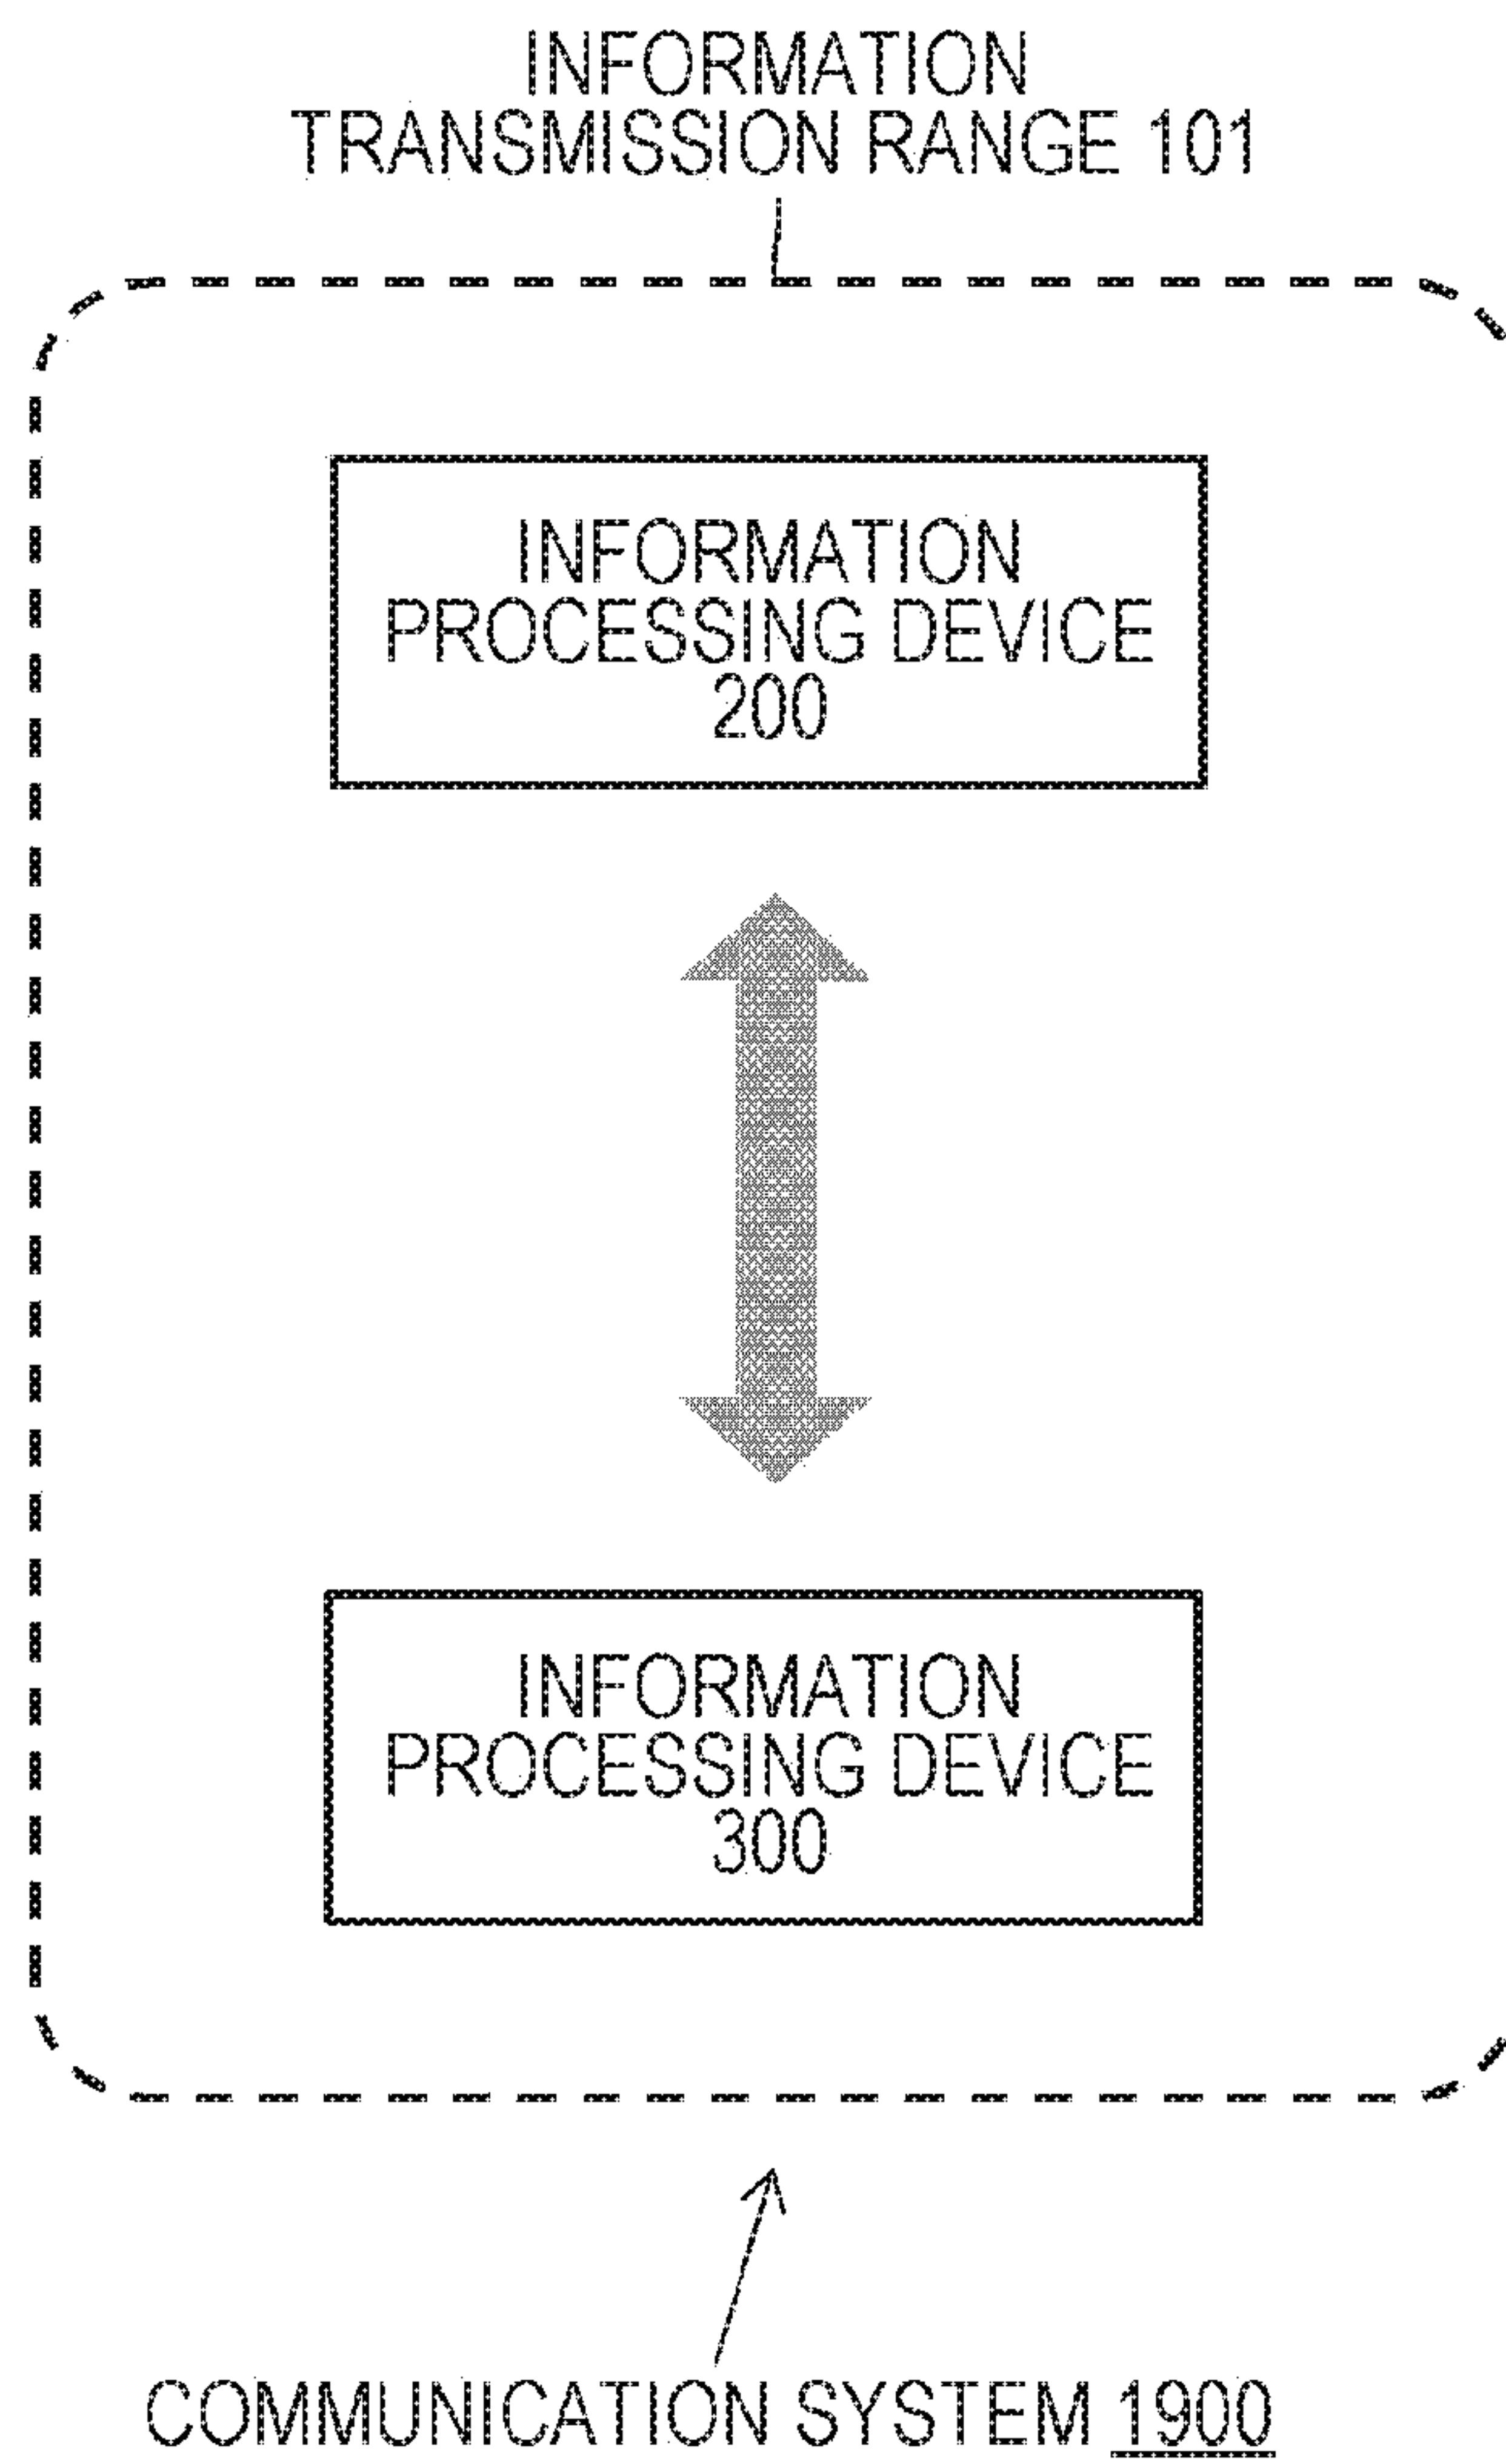 INFORMATION
TRANSMISSION RANGE 101
INFORMATION
PROCESSING DEVICE
200
INFORMATION
PROCESSING DEVICE
300
COMMUNICATION SYSTEM 1900